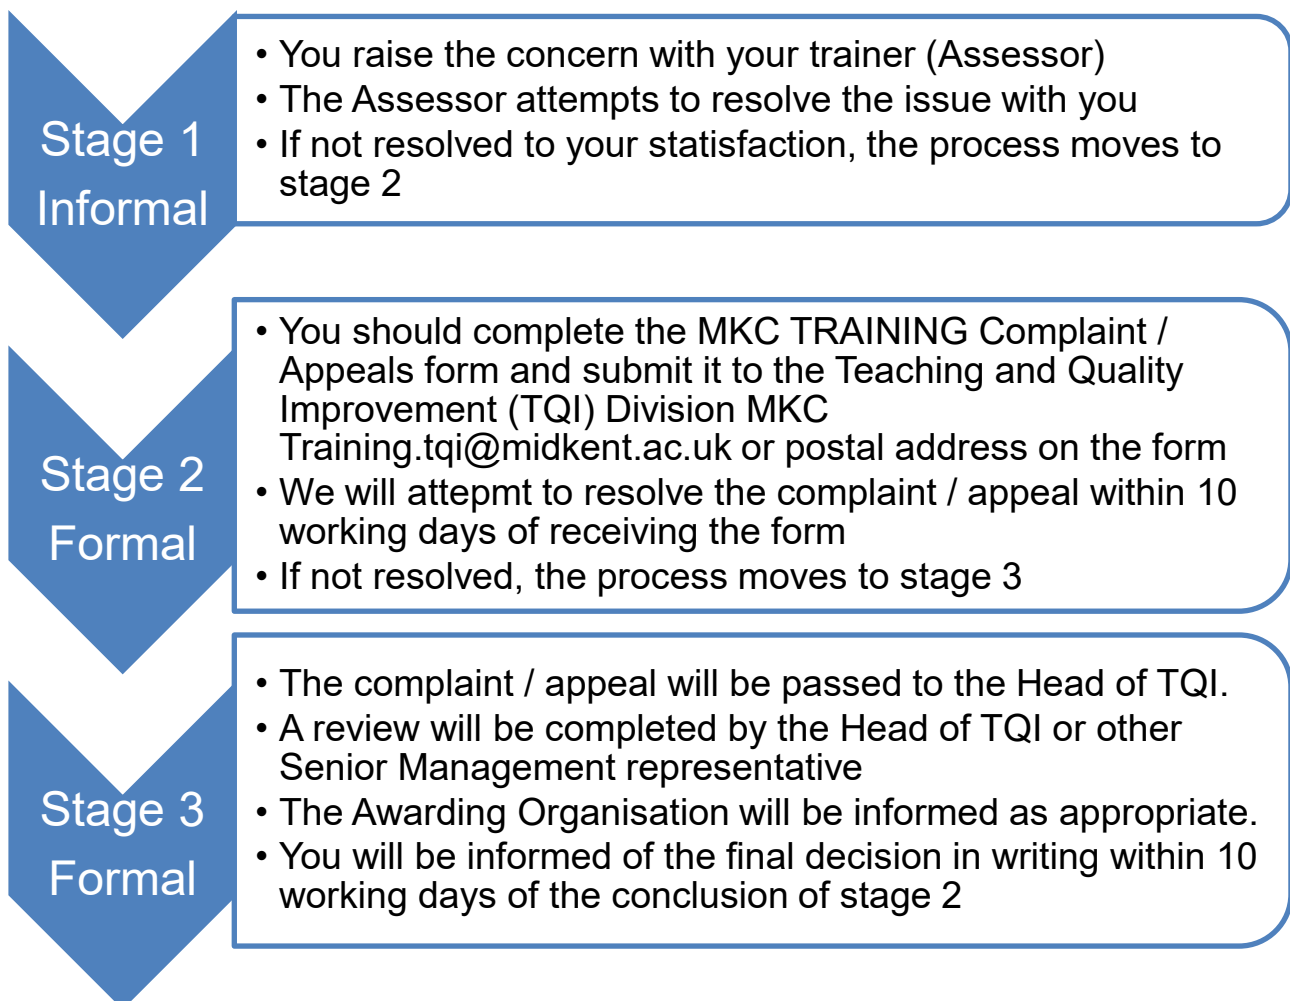 Stage 1
Informal
• You raise the concern with your trainer (Assessor)
• The Assessor attempts to resolve the issue with you
• If not resolved to your statisfaction, the process moves to
stage 2
Stage 2
Formal
• You should complete the MKC TRAINING Complaint /
Appeals form and submit it to the Teaching and Quality
Improvement (TQI) Division MKC
Training.tqi@midkent.ac.uk or postal address on the form
• We will attepmt to resolve the complaint / appeal within 10
working days of receiving the form
• If not resolved, the process moves to stage 3
Stage 3
Formal
• The complaint / appeal will be passed to the Head of TQI.
• A review will be completed by the Head of TQI or other
Senior Management representative
• The Awarding Organisation will be informed as appropriate.
• You will be informed of the final decision in writing within 10
working days of the conclusion of stage 2